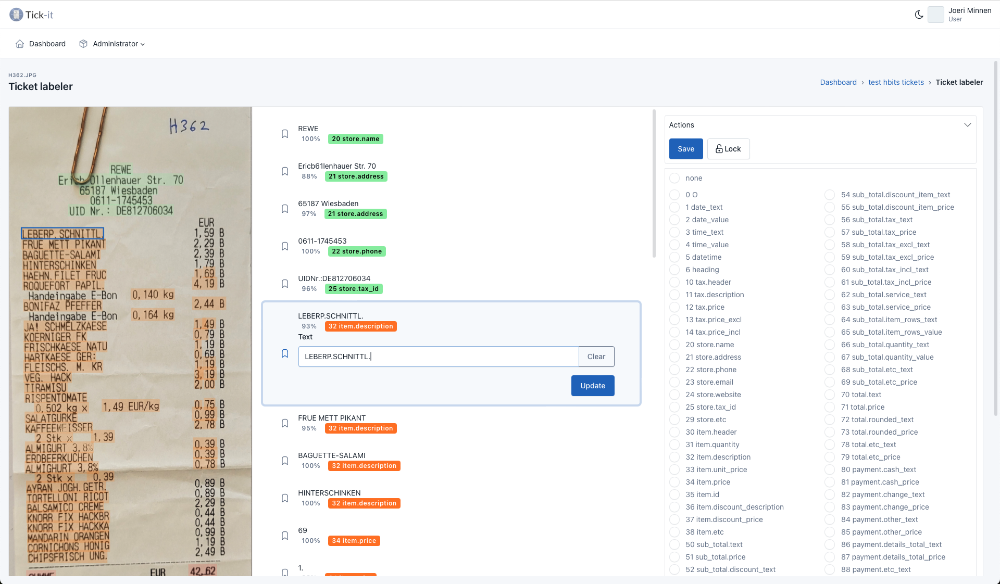 Tick-it
Joeri Minnen
User
Dashboard
Administrator
H362.JPG
Ticket labeler
Dashboard › test hbits tickets › Ticket labeler
H362
REWE
Erich-Ollenhauer Str. 70
65187 Wiesbaden
0611-1745453
UID Nr.: DE812706034
EUR
LEBERP.SCHNITTL. 1,59 B
FRUE METT PIKANT 2,29 B
BAGUETTE-SALAMI 2,39 B
HINTERSCHINKEN 1,79 B
HAEHN.FILET FRUC 1,69 B
ROQUEFORT PAPIL. 4,19 B
Handeingabe E-Bon 0,140 kg
BONIFAZ PFEFFER 2,44 B
Handeingabe E-Bon 0,164 kg
JA! SCHMELZKAESE 1,49 B
KOERNIGER FK 0,79 B
FRISCHKAESE NATU 1,19 B
HARTKAESE GER: 0,69 B
FLEISCHS. M. KR 1,19 B
VEG. HACK 3,19 B
TIRAMISU 2,00 B
RISPENTOMATE
0,502 kg x 1,49 EUR/kg 0,75 B
SALATGURKE 0,99 B
KAFFEEWEISSER 2,78 B
2 Stk x 1,39
ALMIGURT 3,8% 0,39 B
ERDBEERKUCHEN 0,39 B
ALMIGHURT 3,8% 0,78 B
2 Stk x 0,39
AYRAN JOGH.GETR. 0,89 B
TORTELLONI RICOT 0,89 B
BALSAMICO CREME 2,29 B
KNORR FIX HACKBR 0,44 B
KNORR FIX HACKKA 0,44 B
MANDARIN ORANGEN 0,99 B
CORNICHONS HONIG 1,19 B
CHIPSFRISCH UNG. 2,49 B
SUMME EUR 42,62
REWE
100% 20 store.name
Ericb61lenhauer Str. 70
88% 21 store.address
65187 Wiesbaden
97% 21 store.address
0611-1745453
100% 22 store.phone
UIDNr.:DE812706034
96% 25 store.tax_id
LEBERP.SCHNITTL.
93% 32 item.description
Text
LEBERP.SCHNITTL.
Clear
Update
FRUE METT PIKANT
95% 32 item.description
BAGUETTE-SALAMI
100% 32 item.description
HINTERSCHINKEN
100% 32 item.description
69
100% 34 item.price
1.
Actions
Save
Lock
none
0 O
1 date_text
2 date_value
3 time_text
4 time_value
5 datetime
6 heading
10 tax.header
11 tax.description
12 tax.price
13 tax.price_excl
14 tax.price_incl
20 store.name
21 store.address
22 store.phone
23 store.email
24 store.website
25 store.tax_id
29 store.etc
30 item.header
31 item.quantity
32 item.description
33 item.unit_price
34 item.price
35 item.id
36 item.discount_description
37 item.discount_price
38 item.etc
50 sub_total.text
51 sub_total.price
52 sub_total.discount_text
54 sub_total.discount_item_text
55 sub_total.discount_item_price
56 sub_total.tax_text
57 sub_total.tax_price
58 sub_total.tax_excl_text
59 sub_total.tax_excl_price
60 sub_total.tax_incl_text
61 sub_total.tax_incl_price
62 sub_total.service_text
63 sub_total.service_price
64 sub_total.item_rows_text
65 sub_total.item_rows_value
66 sub_total.quantity_text
67 sub_total.quantity_value
68 sub_total.etc_text
69 sub_total.etc_price
70 total.text
71 total.price
72 total.rounded_text
73 total.rounded_price
78 total.etc_text
79 total.etc_price
80 payment.cash_text
81 payment.cash_price
82 payment.change_text
83 payment.change_price
84 payment.other_text
85 payment.other_price
86 payment.details_total_text
87 payment.details_total_price
88 payment.etc_text